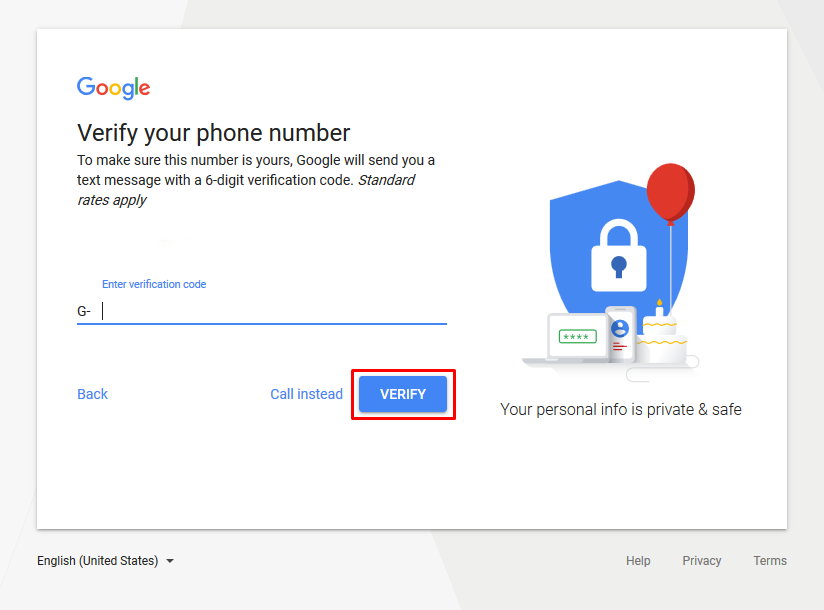 Google
Verify your phone number
To make sure this number is yours, Google will send you a
text message with a 6-digit verification code. Standard
rates apply
Enter verification code
G-
Back
Call instead
VERIFY
****
Your personal info is private & safe
English (United States)
Help
Privacy
Terms